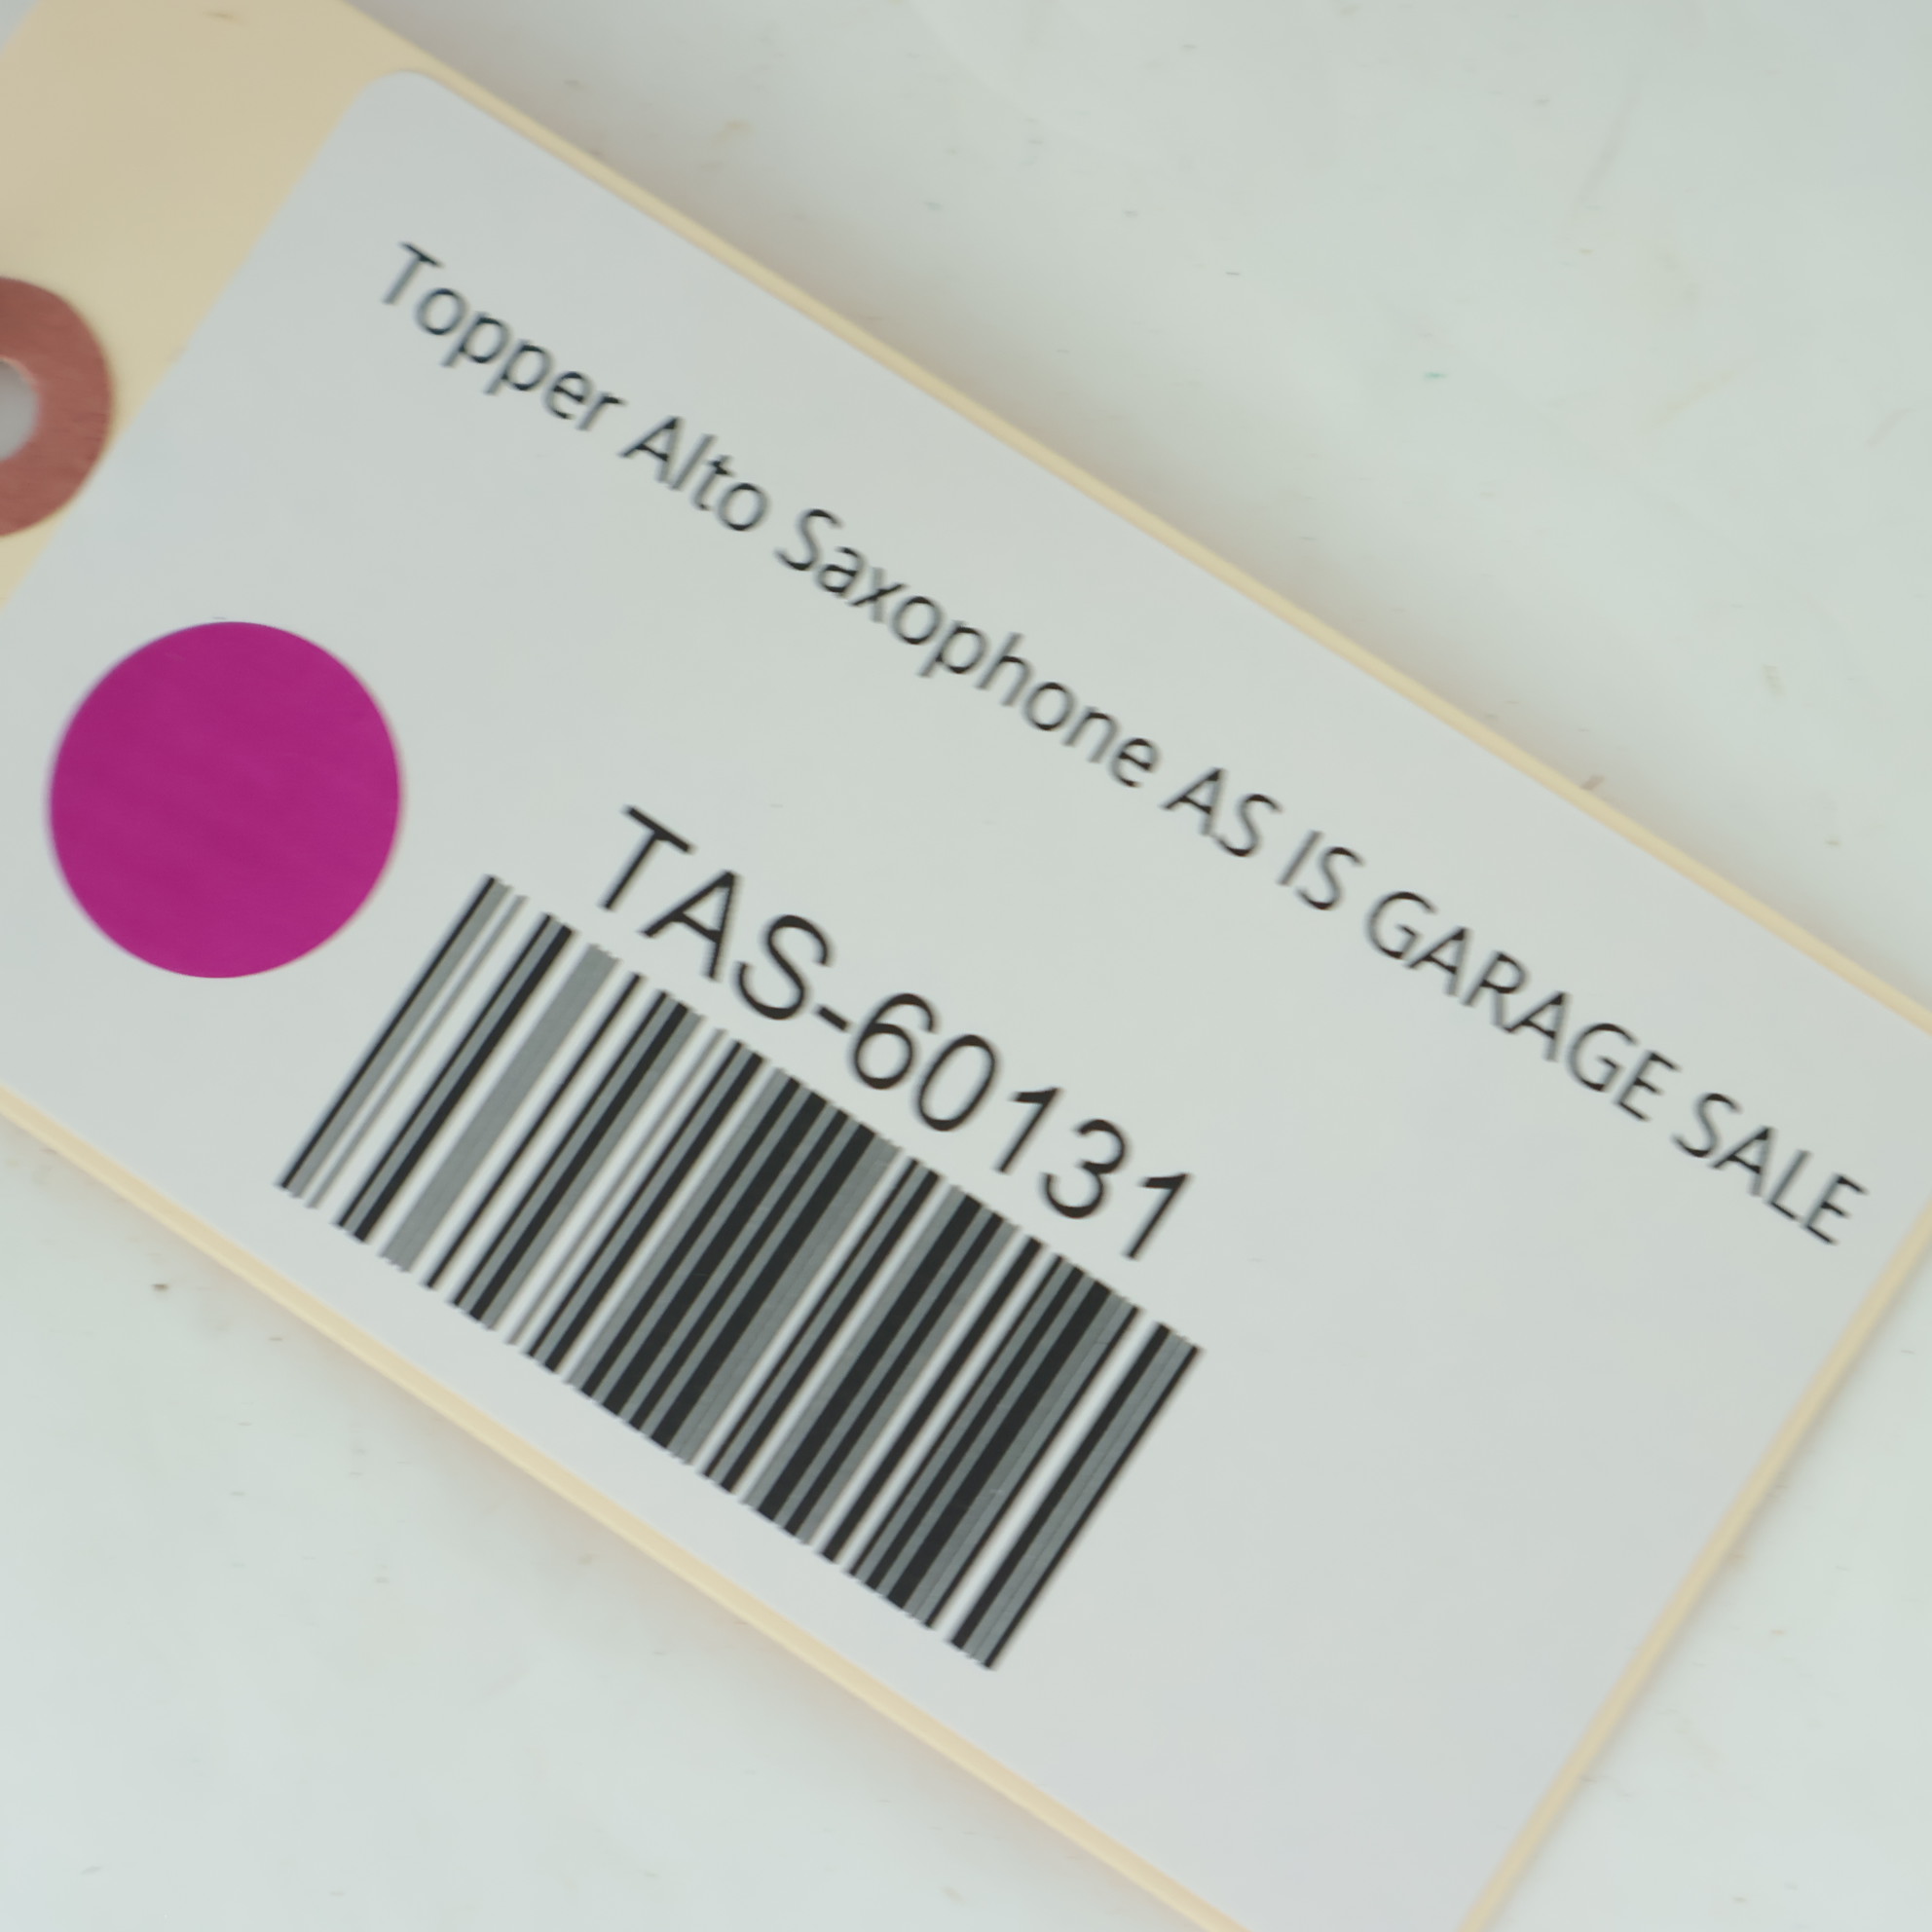 Topper Alto Saxophone AS IS GARAGE SALE
TAS-60131